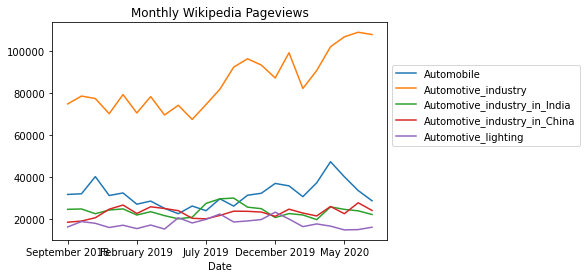 Monthly Wikipedia Pageviews
100000
80000
60000
40000
20000
Automobile
Automotive_industry
Automotive_industry_in_India
Automotive_industry_in_China
Automotive_lighting
February 2019
July 2019
December 2019
May 2020
Date